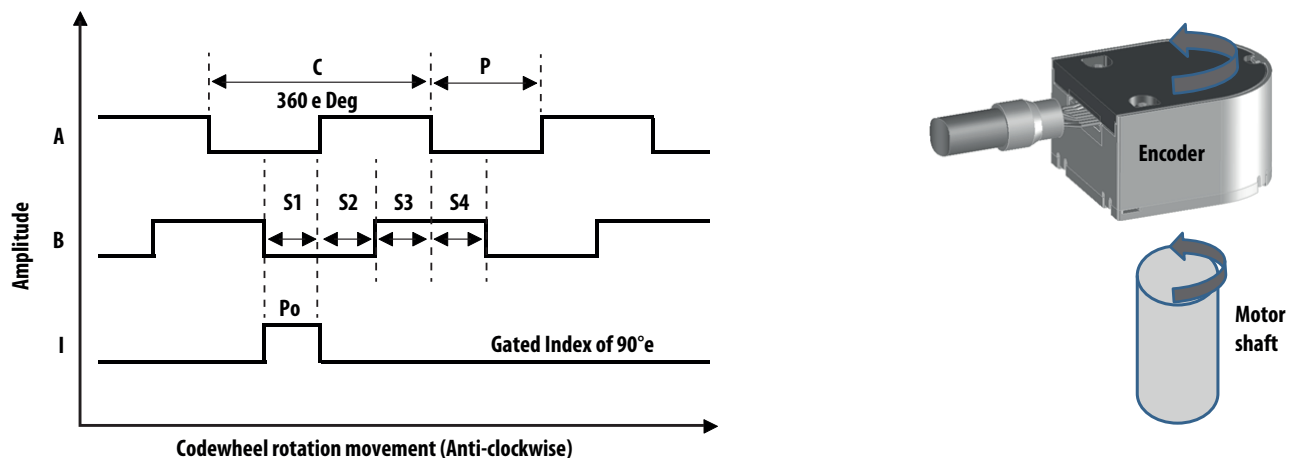 C
P
360 e Deg
A
S1 S2 S3 S4
B
Amplitude
Po
I
Gated Index of 90°e
Codewheel rotation movement (Anti-clockwise)
Encoder
Motor
shaft